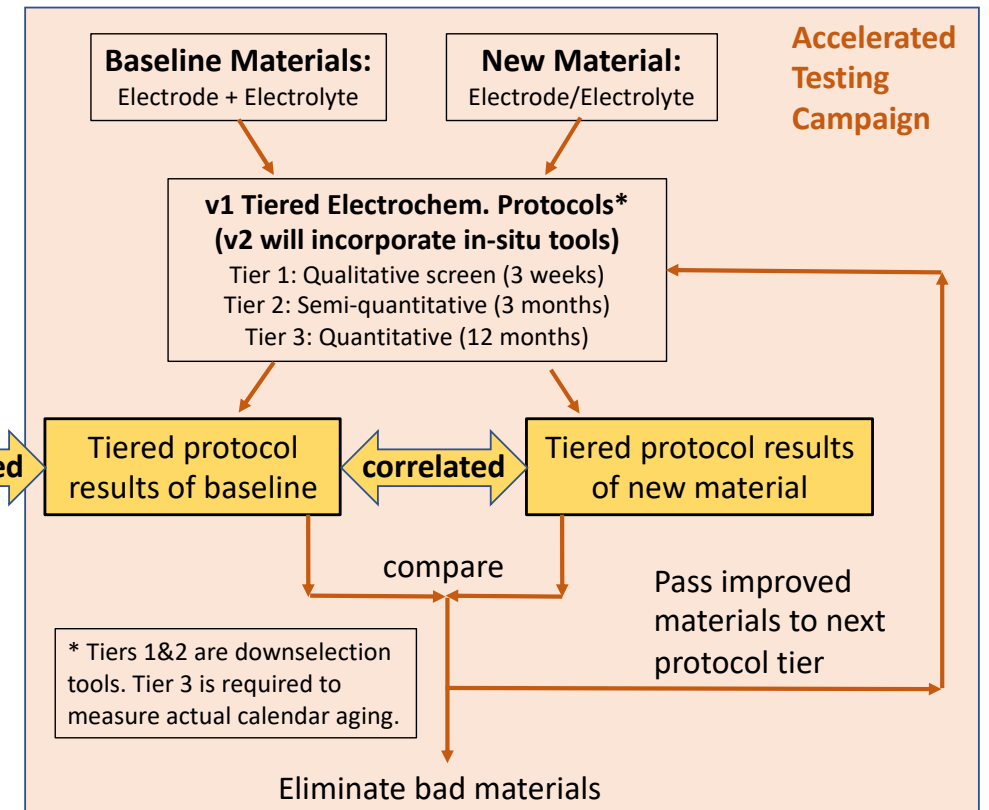 Accelerated
Testing
Campaign
Baseline Materials:
Electrode + Electrolyte
New Material:
Electrode/Electrolyte
v1 Tiered Electrochem. Protocols*
(v2 will incorporate in-situ tools)
Tier 1: Qualitative screen (3 weeks)
Tier 2: Semi-quantitative (3 months)
Tier 3: Quantitative (12 months)
ed
Tiered protocol
results of baseline
correlated
Tiered protocol results
of new material
compare
Pass improved
materials to next
protocol tier
* Tiers 1&2 are downselection
tools. Tier 3 is required to
measure actual calendar aging.
Eliminate bad materials